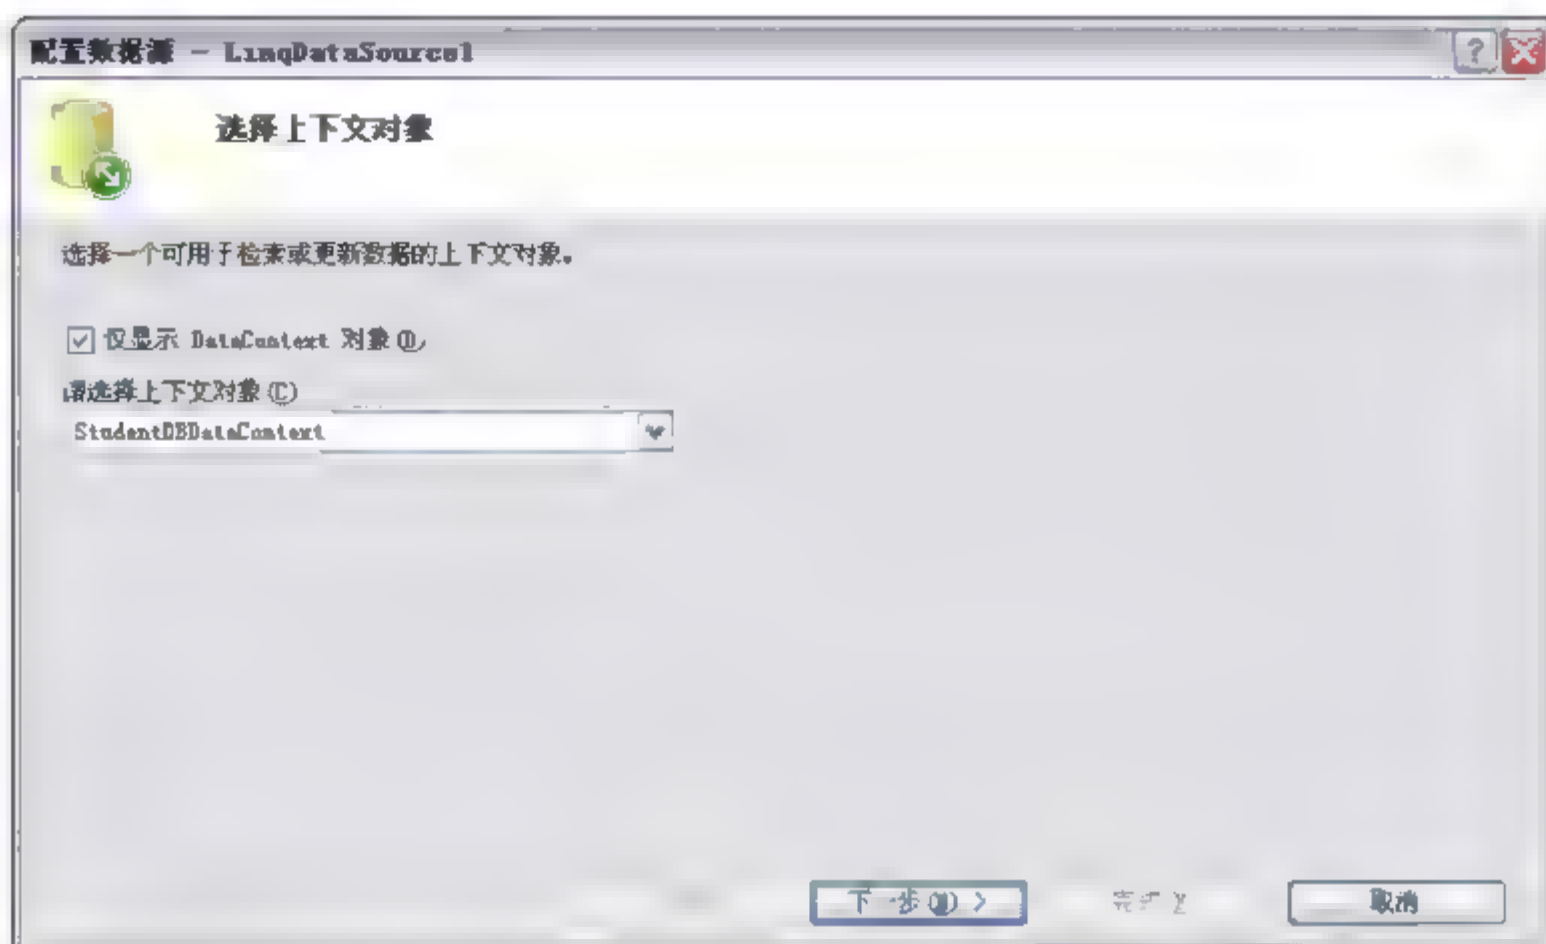 配置数据源 - LinqDataSource1
选择上下文对象
选择一个可用于检索或更新数据的上下文对象。
仅显示 DataContext 对象(D)
请选择上下文对象(C)
StudentDBDataContext
下一步(N) >
完成
取消